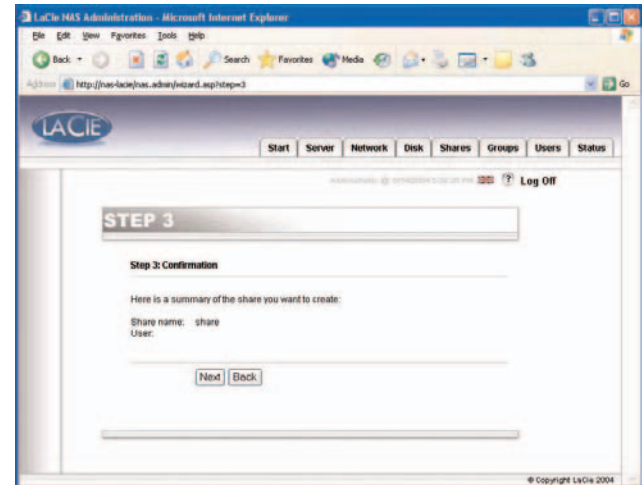 LaCie NAS Administration - Microsoft Internet Explorer
File Edit View Favorites Tools Help
Back Search Favorites Media
Address http://nas-lacie/nas.admin/wizard.asp?step=3 Go
LACIE
Start Server Network Disk Shares Groups Users Status
? Log Off
STEP 3
Step 3: Confirmation
Here is a summary of the share you want to create:
Share name: share
User:
Next Back
© Copyright LaCie 2004